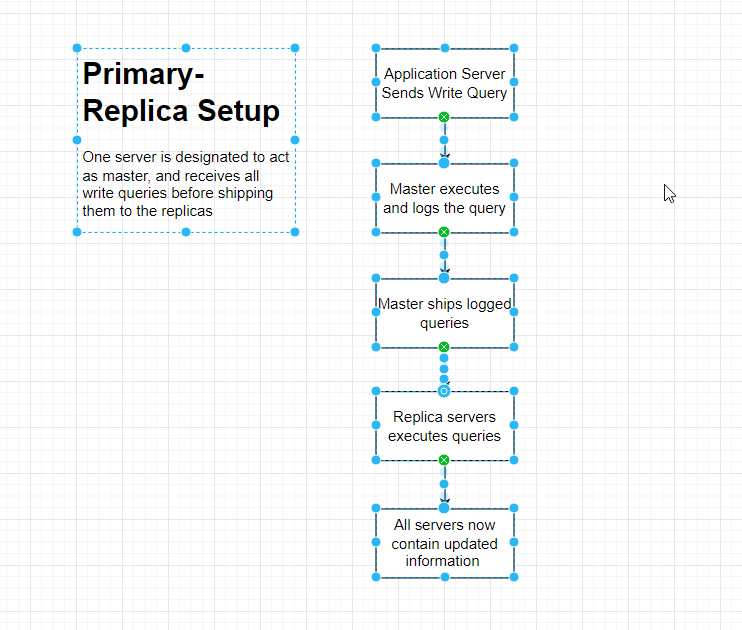 Primary-
Replica Setup
One server is designated to act
as master, and receives all
write queries before shipping
them to the replicas
Application Server
Sends Write Query
Master executes
and logs the query
Master ships logged
queries
Replica servers
executes queries
All servers now
contain updated
information